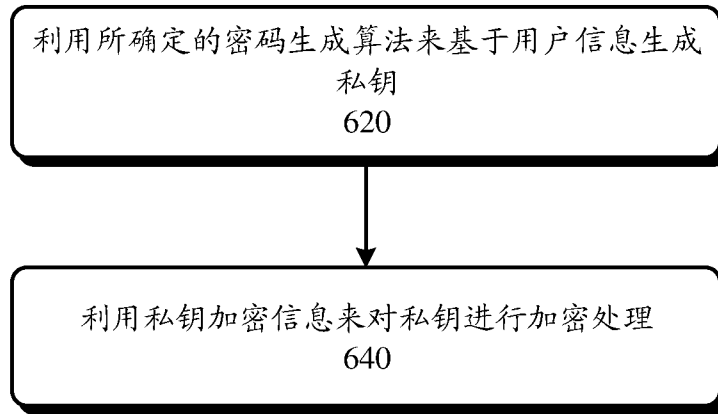 利用所确定的密码生成算法来基于用户信息生成
私钥
620
利用私钥加密信息来对私钥进行加密处理
640